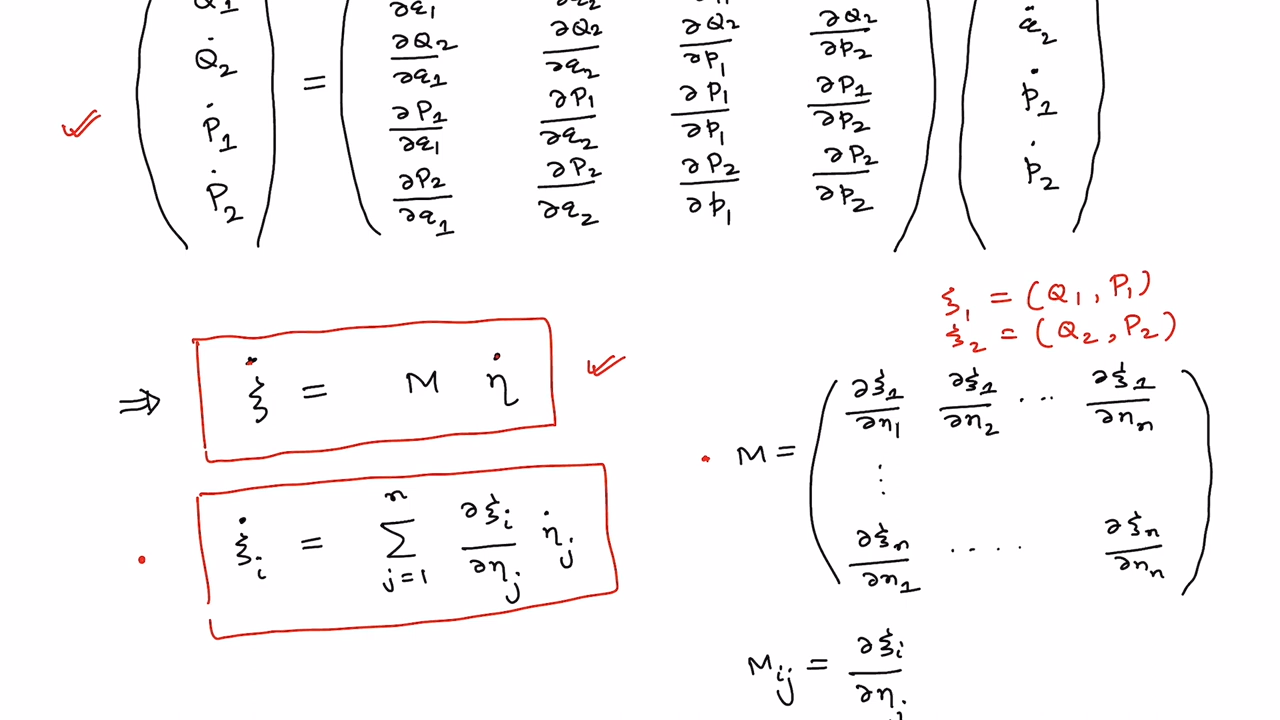 Q̇₂ = ∂Q₂/∂q₁ ∂Q₂/∂q₂ ∂Q₂/∂p₁ ∂Q₂/∂p₂ q̇₂
Ṗ₁ ∂P₁/∂q₁ ∂P₁/∂q₂ ∂P₁/∂p₁ ∂P₁/∂p₂ ṗ₁
Ṗ₂ ∂P₂/∂q₁ ∂P₂/∂q₂ ∂P₂/∂p₁ ∂P₂/∂p₂ ṗ₂
ξ₁ = (Q₁, P₁)
ξ₂ = (Q₂, P₂)
⇒ ξ̇ = M η̇
M = ( ∂ξ₁/∂η₁ ∂ξ₁/∂η₂ ... ∂ξ₁/∂ηₙ
⋮
∂ξₙ/∂η₁ ..... ∂ξₙ/∂ηₙ )
ξ̇ᵢ = ∑ⁿⱼ₌₁ ∂ξᵢ/∂ηⱼ η̇ⱼ
Mᵢⱼ = ∂ξᵢ/∂ηⱼ